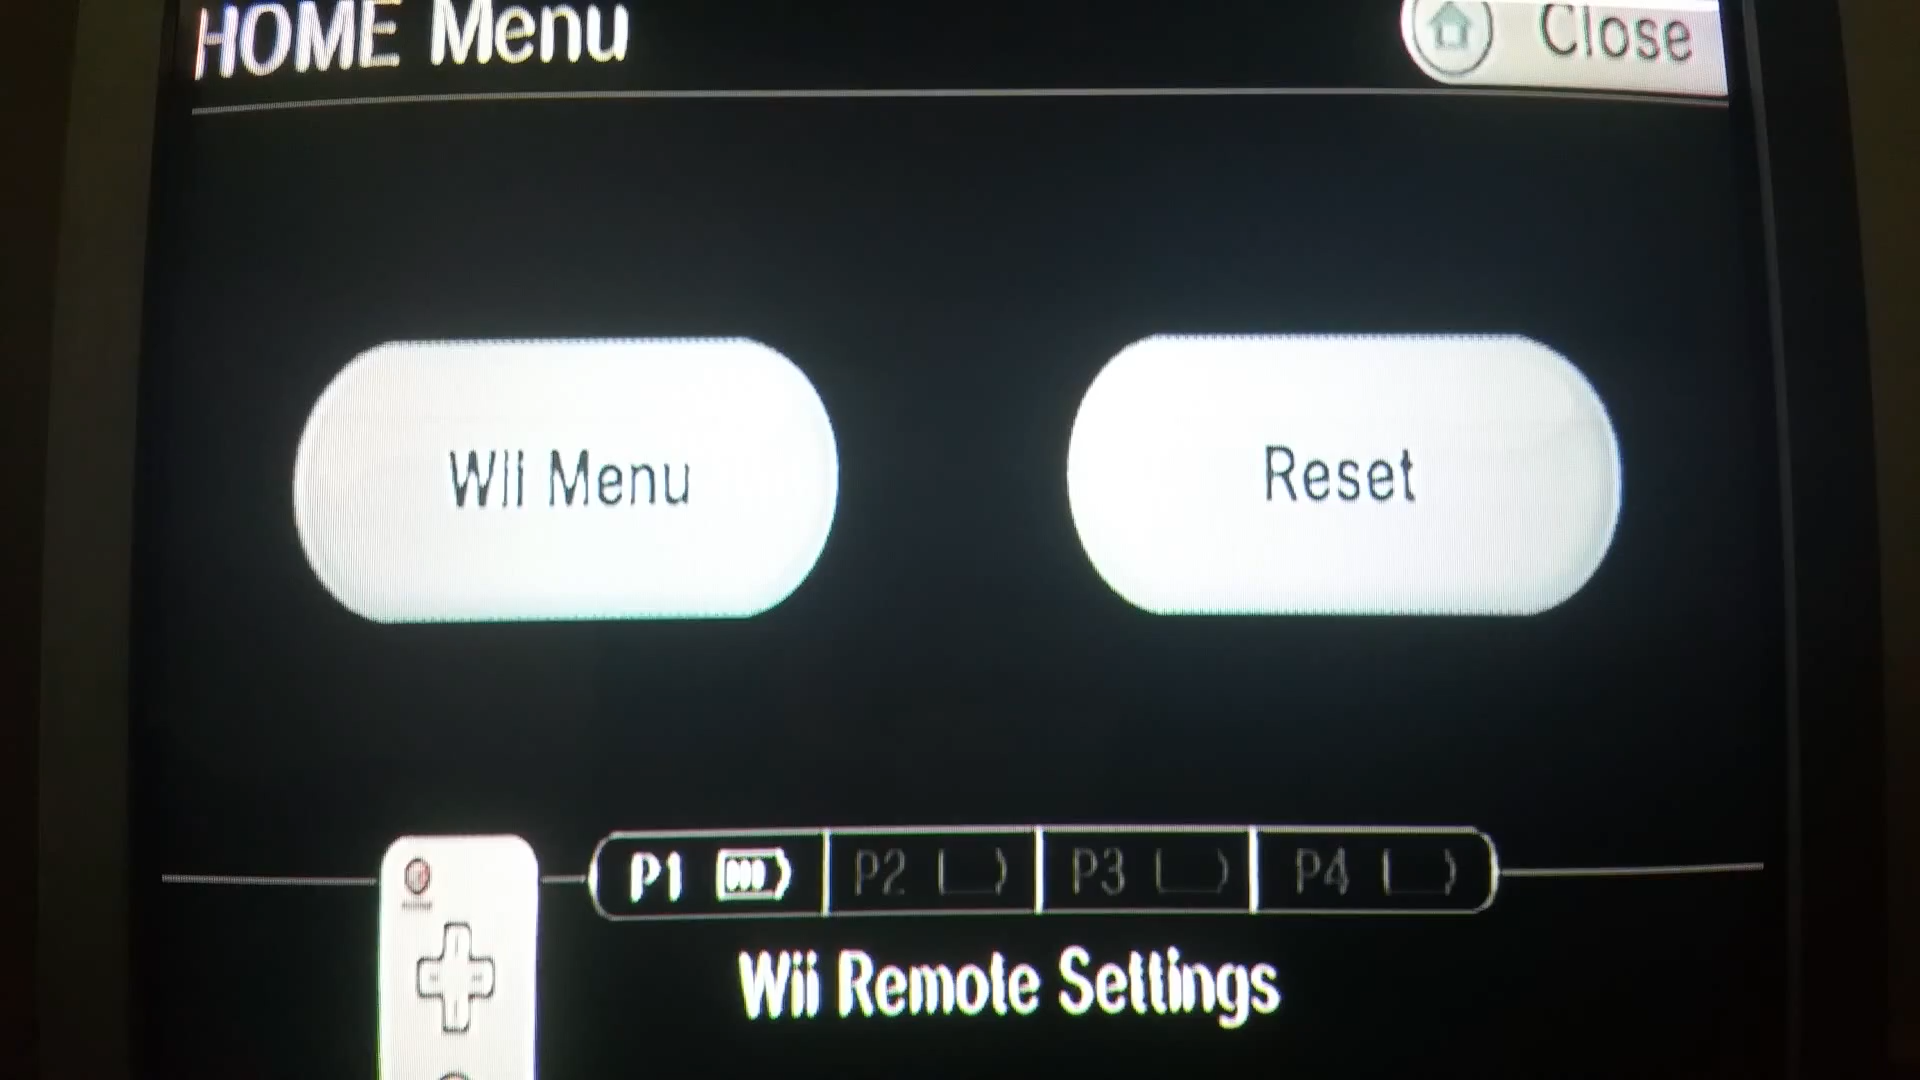 HOME Menu
Close
Wii Menu
Reset
P1
P2
P3
P4
Wii Remote Settings